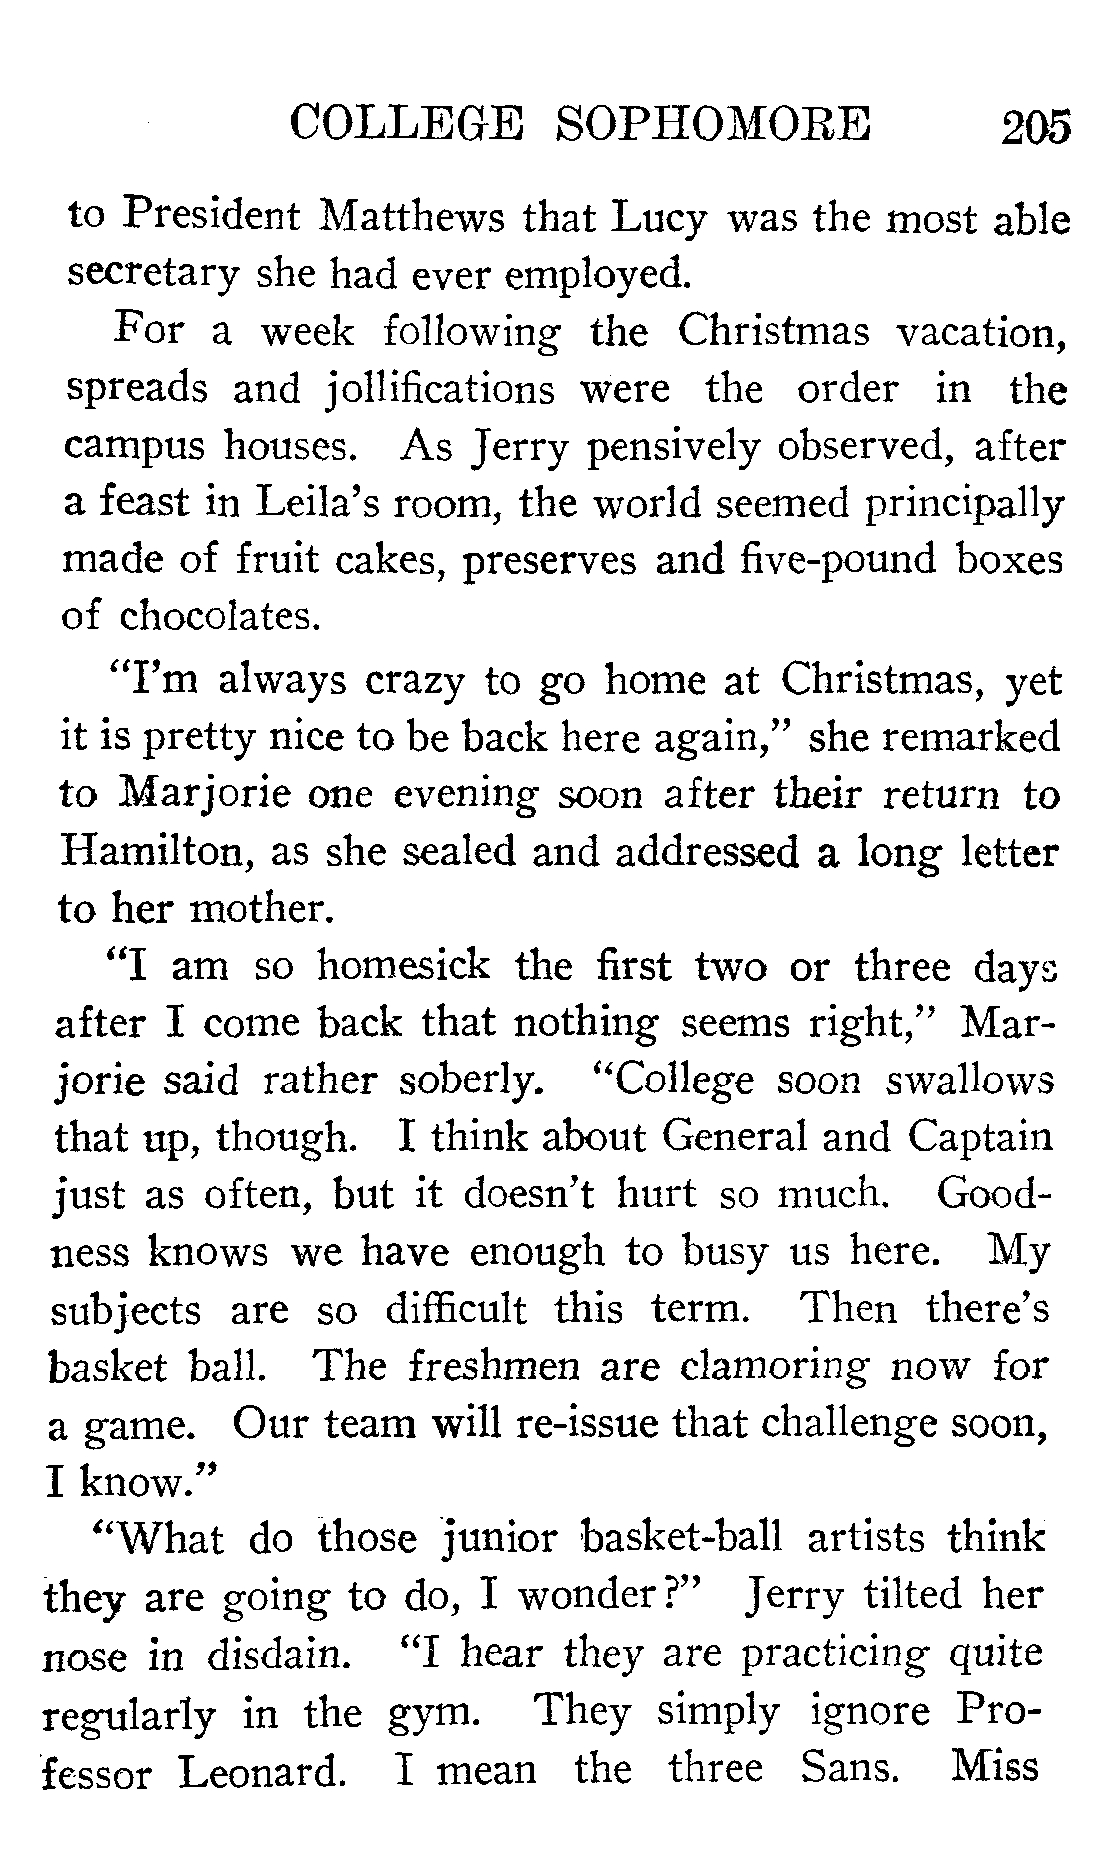 COLLEGE SOPHOMORE 205
to President Matthews that Lucy was the most able
secretary she had ever employed.
For a week following the Christmas vacation,
spreads and jollifications were the order in the
campus houses. As Jerry pensively observed, after
a feast in Leila's room, the world seemed principally
made of fruit cakes, preserves and five-pound boxes
of chocolates.
"I'm always crazy to go home at Christmas, yet
it is pretty nice to be back here again," she remarked
to Marjorie one evening soon after their return to
Hamilton, as she sealed and addressed a long letter
to her mother.
"I am so homesick the first two or three days
after I come back that nothing seems right," Mar-
jorie said rather soberly. "College soon swallows
that up, though. I think about General and Captain
just as often, but it doesn't hurt so much. Good-
ness knows we have enough to busy us here. My
subjects are so difficult this term. Then there's
basket ball. The freshmen are clamoring now for
a game. Our team will re-issue that challenge soon,
I know."
"What do those junior basket-ball artists think
they are going to do, I wonder?" Jerry tilted her
nose in disdain. "I hear they are practicing quite
regularly in the gym. They simply ignore Pro-
fessor Leonard. I mean the three Sans. Miss